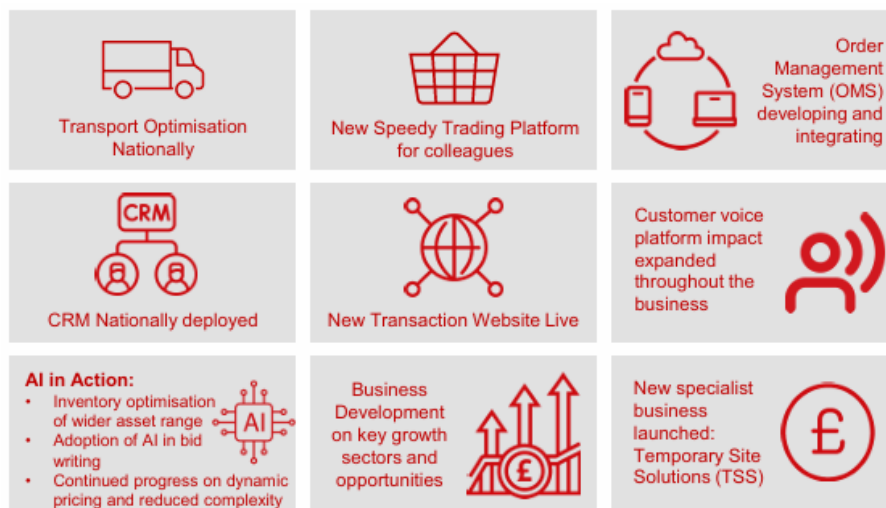 Transport Optimisation
Nationally
New Speedy Trading Platform
for colleagues
Order
Management
System (OMS)
developing and
integrating
CRM
CRM Nationally deployed
New Transaction Website Live
Customer voice
platform impact
expanded
throughout the
business
AI in Action:
• Inventory optimisation
of wider asset range
• Adoption of AI in bid
writing
• Continued progress on dynamic
pricing and reduced complexity
AI
Business
Development
on key growth
sectors and
opportunities
£
New specialist
business
launched:
Temporary Site
Solutions (TSS)
£